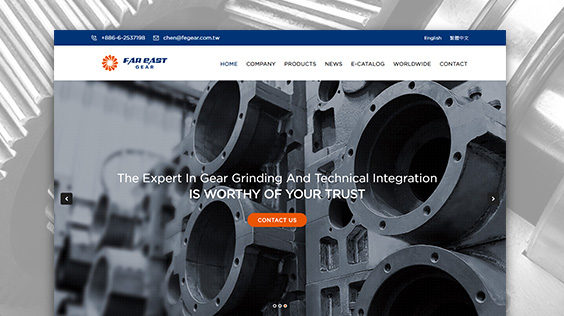 +886-6-2537198 chen@fegear.com.tw English 繁體中文
FAR EAST
GEAR
HOME COMPANY PRODUCTS NEWS E-CATALOG WORLDWIDE CONTACT
The Expert In Gear Grinding And Technical Integration
IS WORTHY OF YOUR TRUST
CONTACT US